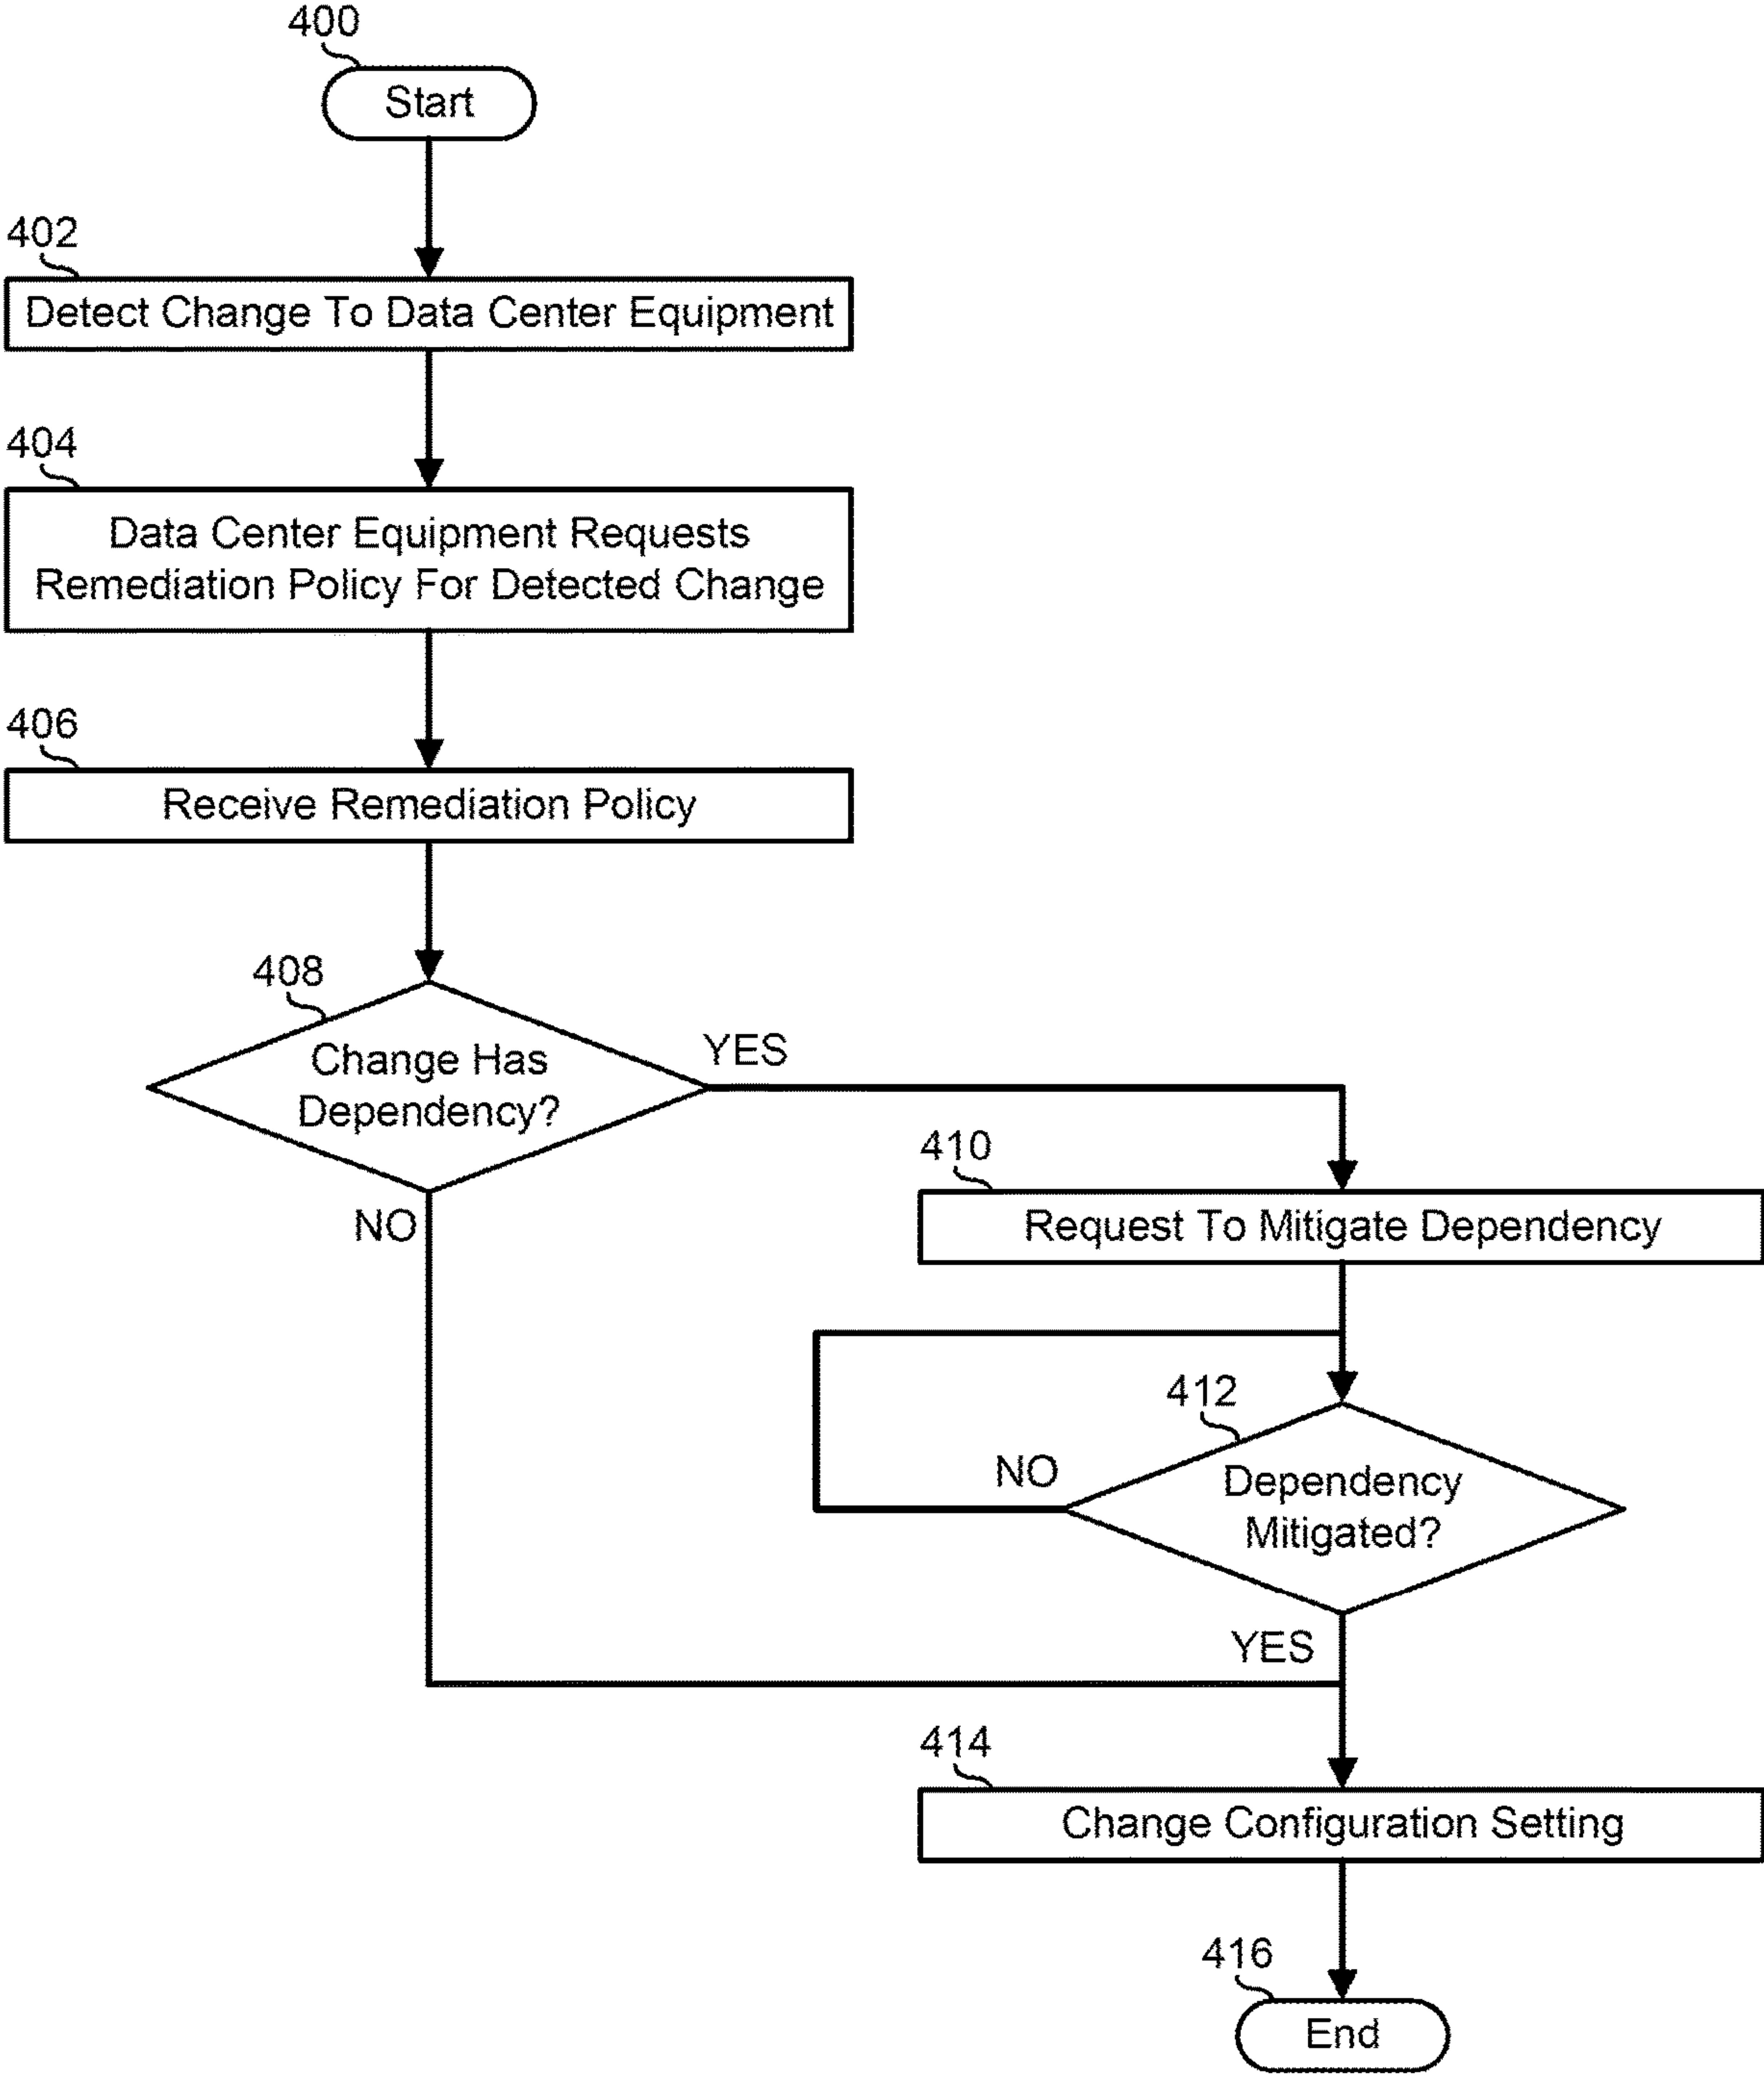 400
Start
402
Detect Change To Data Center Equipment
404
Data Center Equipment Requests
Remediation Policy For Detected Change
406
Receive Remediation Policy
408
Change Has
Dependency?
YES
NO
410
Request To Mitigate Dependency
412
Dependency
Mitigated?
NO
YES
414
Change Configuration Setting
416
End